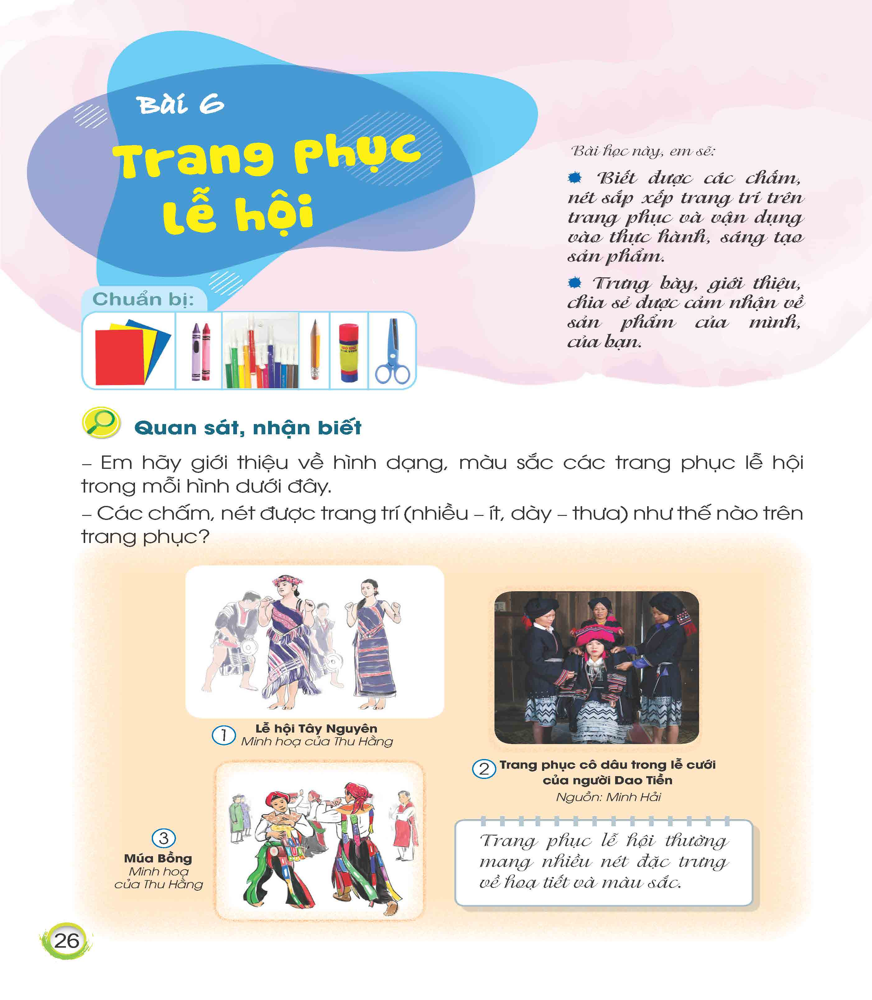 Bài 6
Trang phục
lễ hội
Bài học này, em sẽ:
Biết được các chấm,
nét sắp xếp trang trí trên
trang phục và vận dụng
vào thực hành, sáng tạo
sản phẩm.
Trưng bày, giới thiệu,
chia sẻ được cảm nhận về
sản phẩm của mình,
của bạn.
Chuẩn bị:
Quan sát, nhận biết
– Em hãy giới thiệu về hình dạng, màu sắc các trang phục lễ hội
trong mỗi hình dưới đây.
– Các chấm, nét được trang trí (nhiều – ít, dày – thưa) như thế nào trên
trang phục?
1 Lễ hội Tây Nguyên
Minh hoạ của Thu Hằng
2 Trang phục cô dâu trong lễ cưới
của người Dao Tiền
Nguồn: Minh Hải
3
Múa Bồng
Minh hoạ
của Thu Hằng
Trang phục lễ hội thường
mang nhiều nét đặc trưng
về hoạ tiết và màu sắc.
26